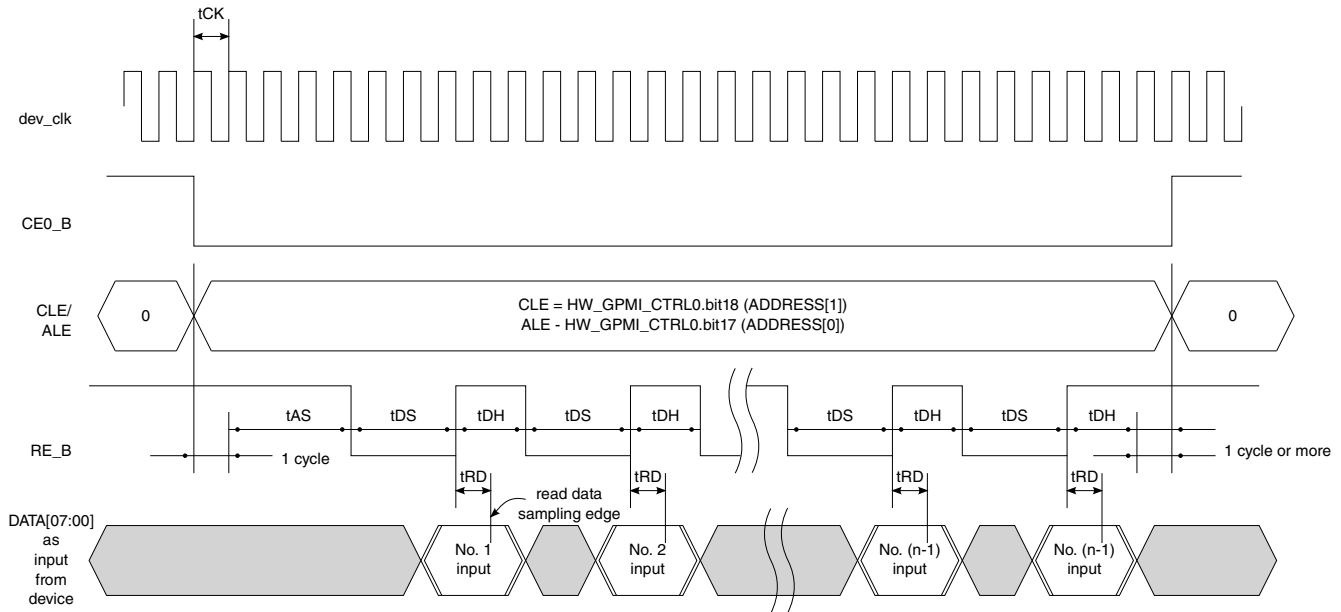 tCK
dev_clk
CE0_B
CLE/
ALE
0
CLE = HW_GPMI_CTRL0.bit18 (ADDRESS[1])
ALE - HW_GPMI_CTRL0.bit17 (ADDRESS[0])
0
tAS
tDS
tDH
tDS
tDH
tDS
tDH
tDS
tDH
RE_B
1 cycle
1 cycle or more
tRD
tRD
tRD
tRD
read data
sampling edge
DATA[07:00]
as
input
from
device
No. 1
input
No. 2
input
No. (n-1)
input
No. (n-1)
input